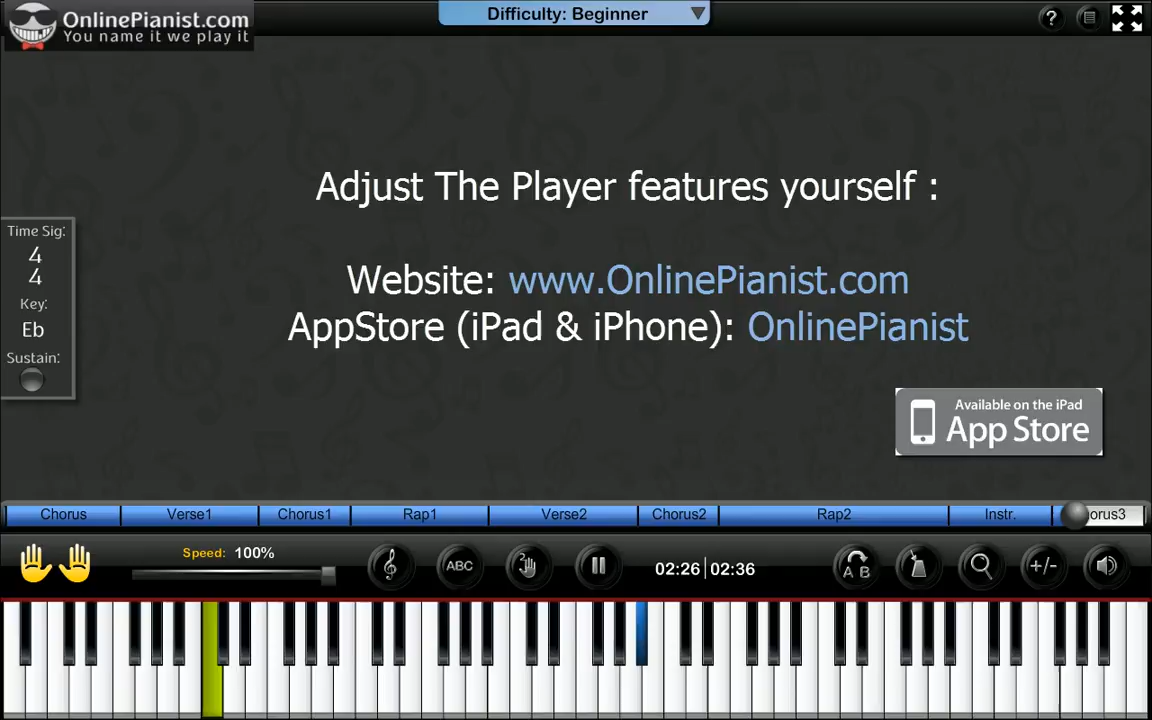 OnlinePianist.com
You name it we play it
Difficulty: Beginner
?
Adjust The Player features yourself :
Time Sig:
4
4
Key:
Eb
Sustain:
Website: www.OnlinePianist.com
AppStore (iPad & iPhone): OnlinePianist
Available on the iPad
App Store
Chorus Verse1 Chorus1 Rap1 Verse2 Chorus2 Rap2 Instr. orus3
Speed: 100%
ABC
02:26 | 02:36
A B
+/-